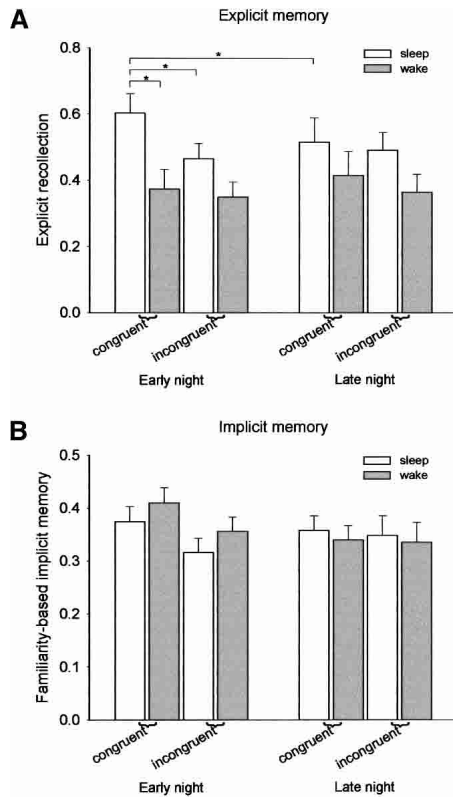 A
Explicit memory
sleep
wake
Explicit recollection
0.8
0.6
0.4
0.2
0.0
* * *
congruent } incongruent } congruent } incongruent }
Early night Late night
B
Implicit memory
sleep
wake
Familiarity-based implicit memory
0.5
0.4
0.3
0.2
0.1
0.0
congruent } incongruent } congruent } incongruent }
Early night Late night